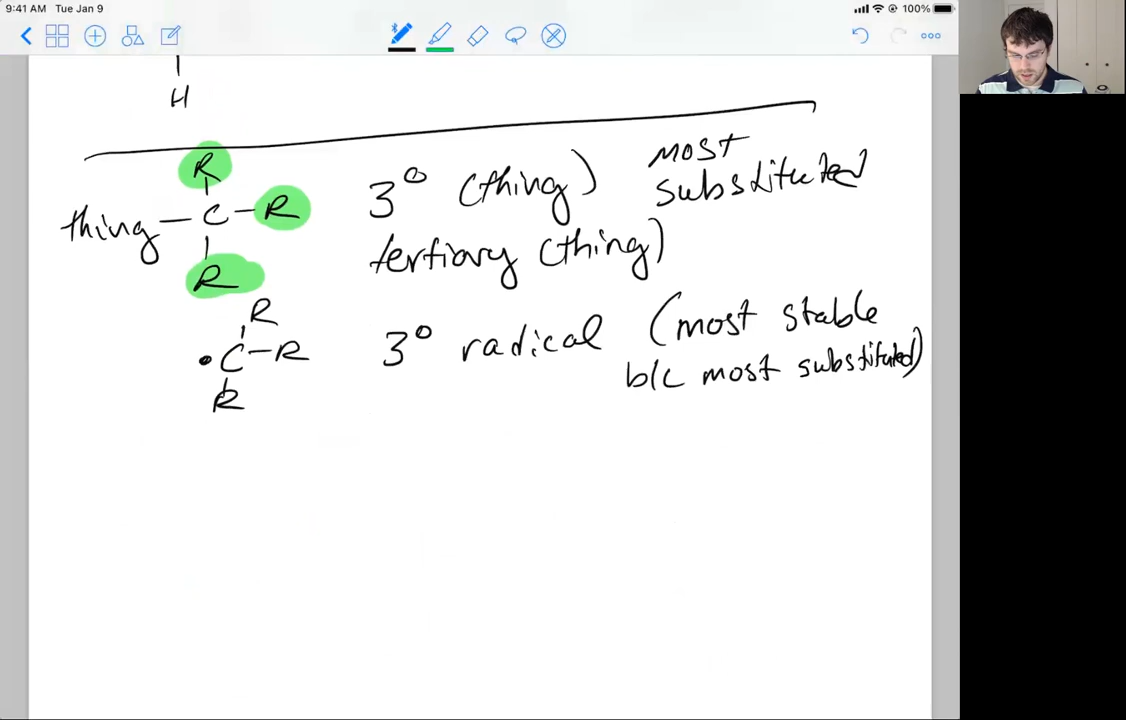 9:41 AM Tue Jan 9
100%
H
R
thing — C — R
R
3° (thing)
most
substituted
tertiary (thing)
R
• C — R
R
3° radical
(most stable
b/c most substituted)